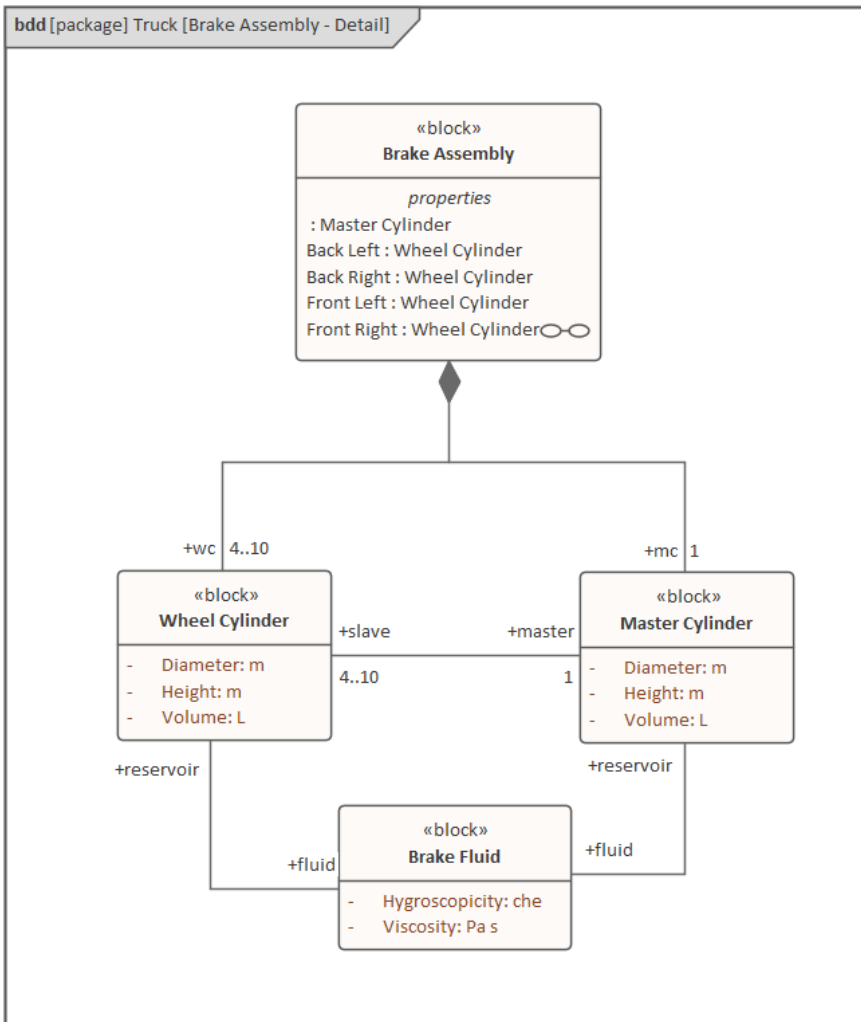 bdd [package] Truck [Brake Assembly - Detail]
«block»
Brake Assembly
properties
: Master Cylinder
Back Left : Wheel Cylinder
Back Right : Wheel Cylinder
Front Left : Wheel Cylinder
Front Right : Wheel Cylinder
+wc 4..10
+mc 1
«block»
Wheel Cylinder
- Diameter: m
- Height: m
- Volume: L
+slave
4..10
+master
1
«block»
Master Cylinder
- Diameter: m
- Height: m
- Volume: L
+reservoir
+reservoir
+fluid
+fluid
«block»
Brake Fluid
- Hygroscopicity: che
- Viscosity: Pa s